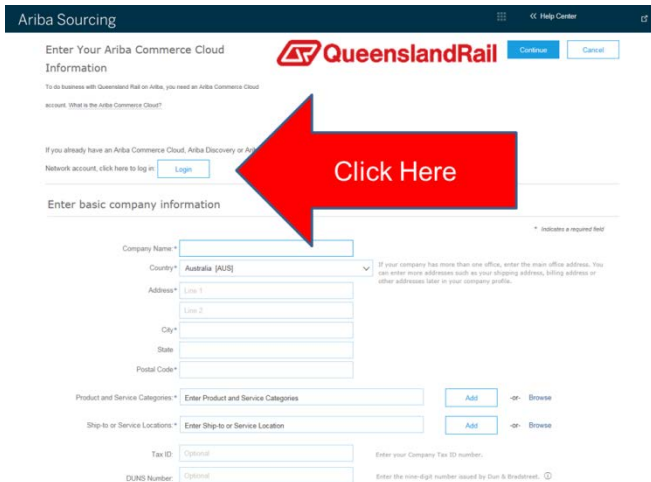 Ariba Sourcing
« Help Center
Enter Your Ariba Commerce Cloud
Information
QueenslandRail
Continue
Cancel
To do business with Queensland Rail on Ariba, you need an Ariba Commerce Cloud
account. What is the Ariba Commerce Cloud?
If you already have an Ariba Commerce Cloud, Ariba Discovery or
Network account, click here to log in: Login
Click Here
Enter basic company information
* Indicates a required field
Company Name:*
Country:* Australia [AUS]
If your company has more than one office, enter the main office address. You
can enter more addresses such as your shipping address, billing address or
other addresses later in your company profile.
Address:* Line 1
Line 2
City:*
State
Postal Code:*
Product and Service Categories:* Enter Product and Service Categories Add -or- Browse
Ship-to or Service Locations:* Enter Ship-to or Service Location Add -or- Browse
Tax ID: Optional Enter your Company Tax ID number.
DUNS Number: Optional Enter the nine-digit number issued by Dun & Bradstreet.